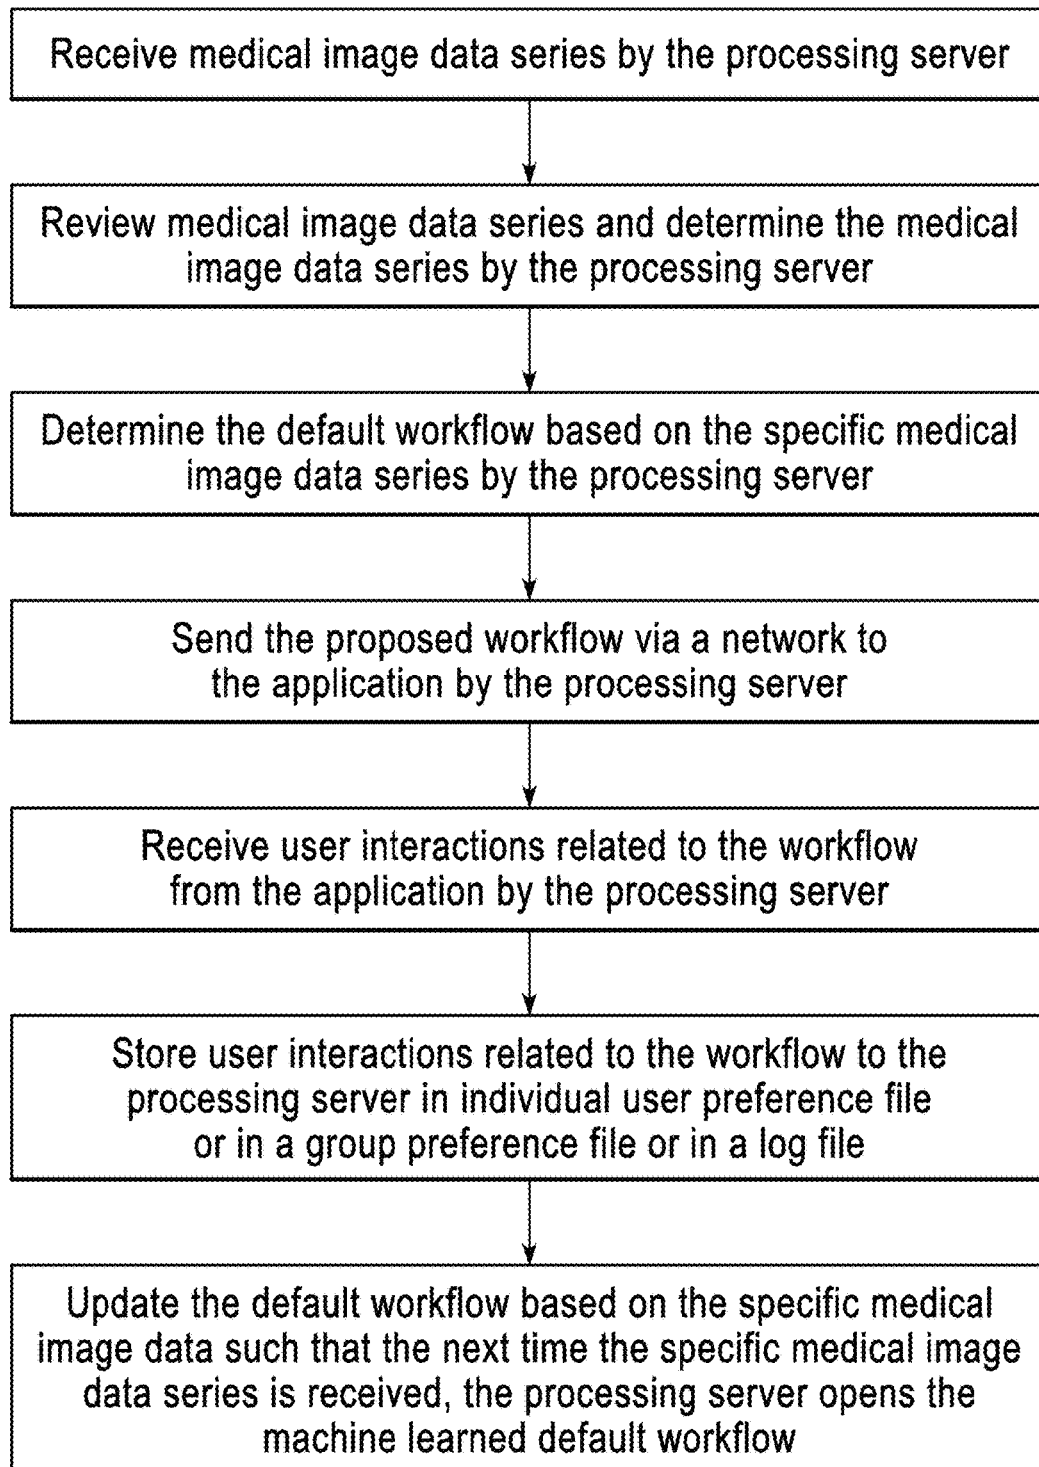 Receive medical image data series by the processing server
Review medical image data series and determine the medical
image data series by the processing server
Determine the default workflow based on the specific medical
image data series by the processing server
Send the proposed workflow via a network to
the application by the processing server
Receive user interactions related to the workflow
from the application by the processing server
Store user interactions related to the workflow to the
processing server in individual user preference file
or in a group preference file or in a log file
Update the default workflow based on the specific medical
image data such that the next time the specific medical image
data series is received, the processing server opens the
machine learned default workflow